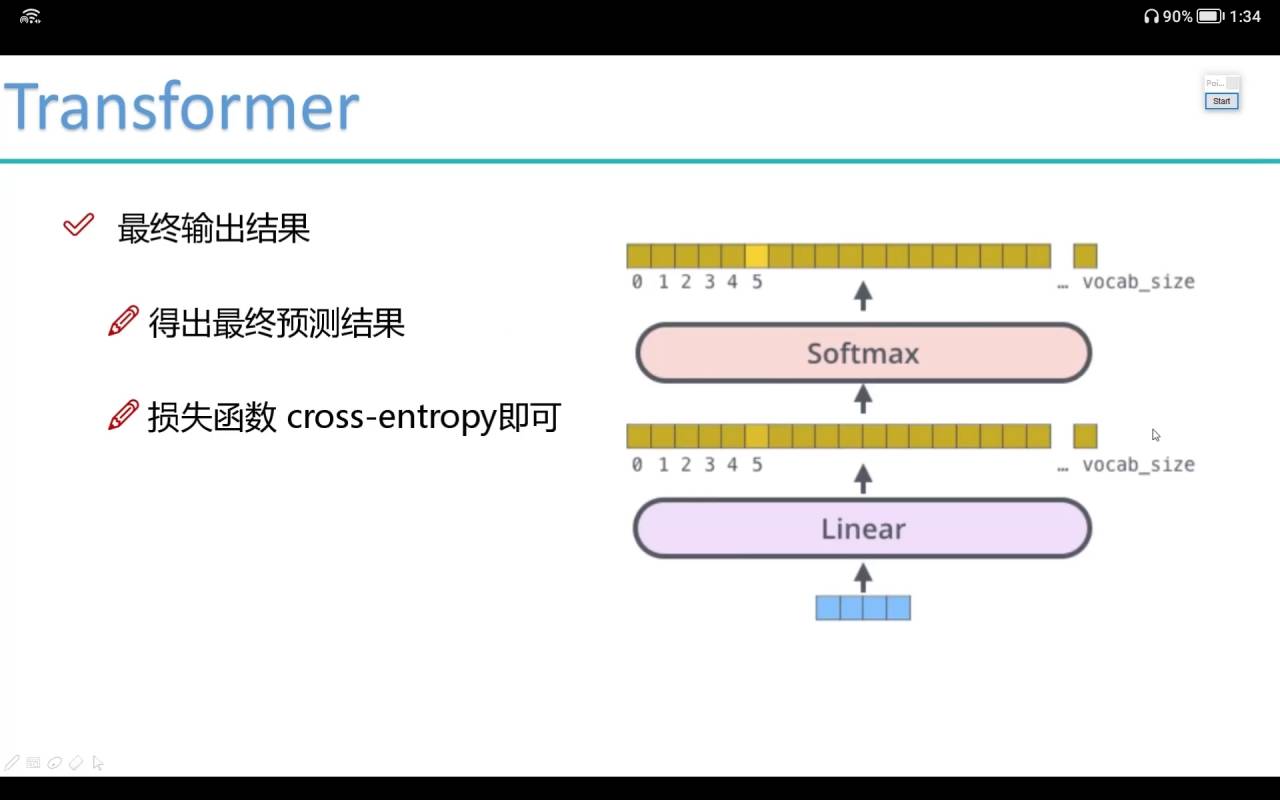 90% 1:34
Transformer
Poi...
Start
最终输出结果
得出最终预测结果
损失函数 cross-entropy即可
0 1 2 3 4 5 … vocab_size
Softmax
0 1 2 3 4 5 … vocab_size
Linear